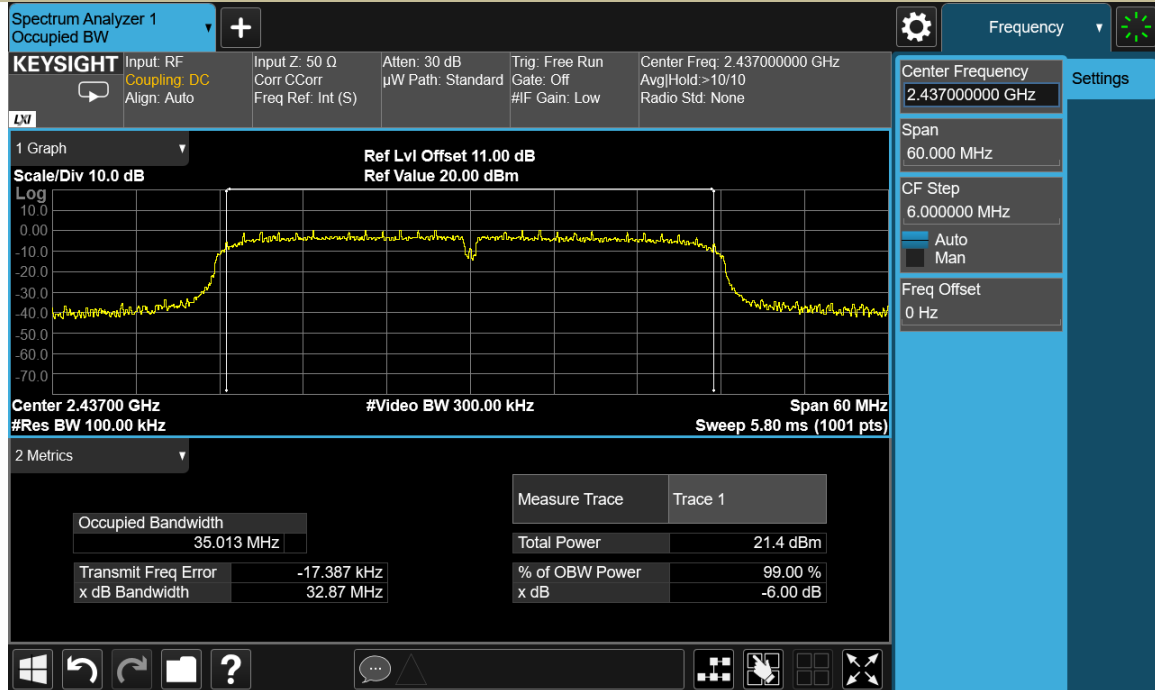 Spectrum Analyzer 1
Occupied BW
Frequency
KEYSIGHT
LXI
Input: RF
Coupling: DC
Align: Auto
Input Z: 50 Ω
Corr CCorr
Freq Ref: Int (S)
Atten: 30 dB
µW Path: Standard
Trig: Free Run
Gate: Off
#IF Gain: Low
Center Freq: 2.437000000 GHz
Avg|Hold:>10/10
Radio Std: None
Center Frequency
2.437000000 GHz
Settings
Span
60.000 MHz
CF Step
6.000000 MHz
Auto
Man
Freq Offset
0 Hz
1 Graph
Scale/Div 10.0 dB
Ref Lvl Offset 11.00 dB
Ref Value 20.00 dBm
Log
10.0
0.00
-10.0
-20.0
-30.0
-40.0
-50.0
-60.0
-70.0
Center 2.43700 GHz
#Video BW 300.00 kHz
Span 60 MHz
#Res BW 100.00 kHz
Sweep 5.80 ms (1001 pts)
2 Metrics
Measure Trace
Trace 1
Occupied Bandwidth
35.013 MHz
Total Power
21.4 dBm
Transmit Freq Error
-17.387 kHz
% of OBW Power
99.00 %
x dB Bandwidth
32.87 MHz
x dB
-6.00 dB
?